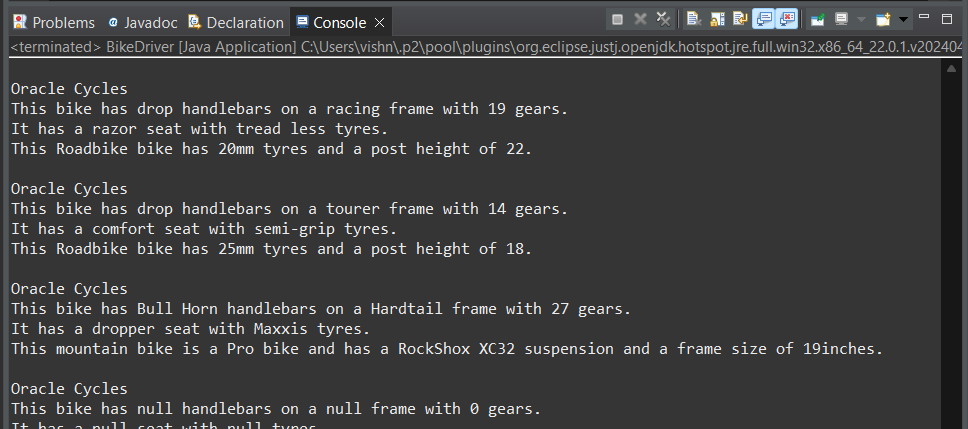 Problems @ Javadoc Declaration Console
<terminated> BikeDriver [Java Application] C:\Users\vishn\.p2\pool\plugins\org.eclipse.justj.openjdk.hotspot.jre.full.win32.x86_64_22.0.1.v202404
Oracle Cycles
This bike has drop handlebars on a racing frame with 19 gears.
It has a razor seat with tread less tyres.
This Roadbike bike has 20mm tyres and a post height of 22.
Oracle Cycles
This bike has drop handlebars on a tourer frame with 14 gears.
It has a comfort seat with semi-grip tyres.
This Roadbike bike has 25mm tyres and a post height of 18.
Oracle Cycles
This bike has Bull Horn handlebars on a Hardtail frame with 27 gears.
It has a dropper seat with Maxxis tyres.
This mountain bike is a Pro bike and has a RockShox XC32 suspension and a frame size of 19inches.
Oracle Cycles
This bike has null handlebars on a null frame with 0 gears.
It has a null seat with null tyres.